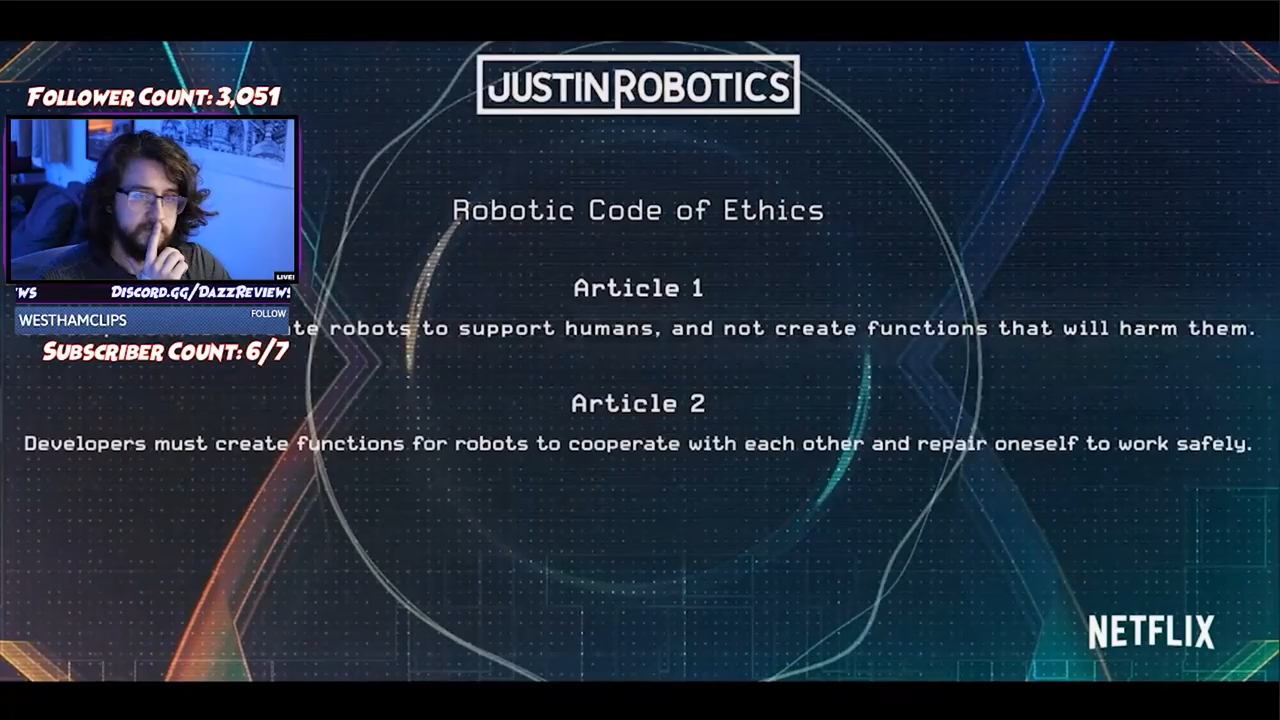 JUSTINROBOTICS
FOLLOWER COUNT: 3,051
Robotic Code of Ethics
LIVE!
Article 1
WS DISCORD.GG/DAZZREVIEWS
WESTHAMCLIPS FOLLOW
te robots to support humans, and not create functions that will harm them.
SUBSCRIBER COUNT: 6/7
Article 2
Developers must create functions for robots to cooperate with each other and repair oneself to work safely.
NETFLIX